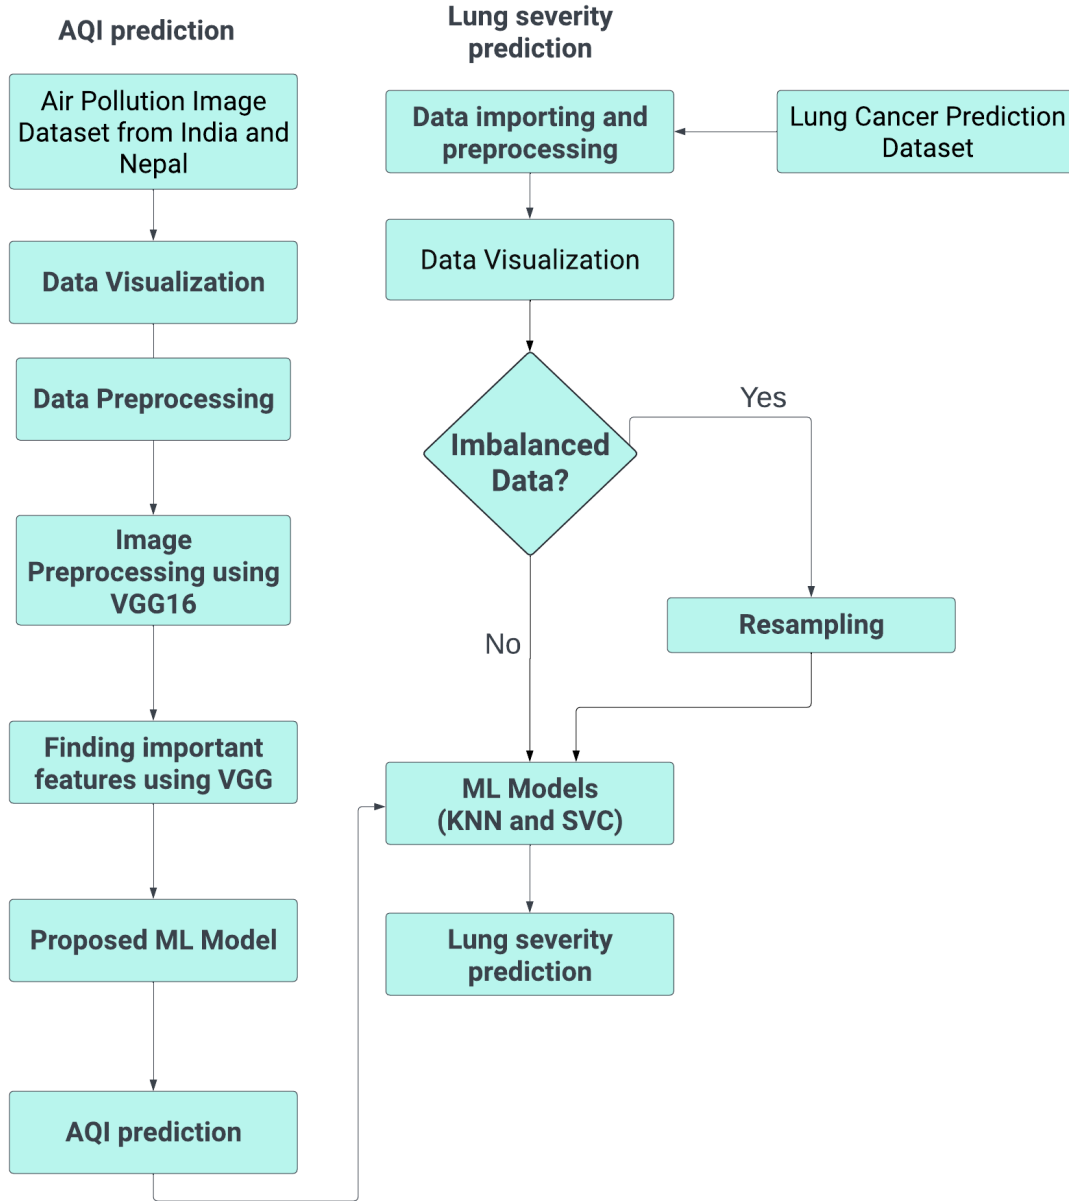 AQI prediction
Air Pollution Image
Dataset from India and
Nepal
Data Visualization
Data Preprocessing
Image
Preprocessing using
VGG16
Finding important
features using VGG
Proposed ML Model
AQI prediction
Lung severity
prediction
Data importing and
preprocessing
Lung Cancer Prediction
Dataset
Data Visualization
Imbalanced
Data?
Yes
No
Resampling
ML Models
(KNN and SVC)
Lung severity
prediction